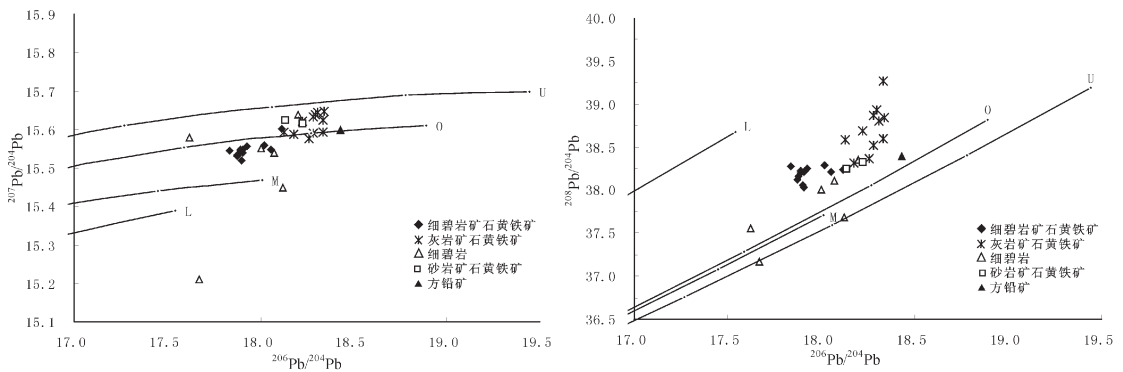 15.9
15.8
15.7
15.6
15.5
15.4
15.3
15.2
15.1
207Pb/204Pb
17.0
17.5
18.0
19.0
19.5
206Pb/204Pb
U
O
M
L
细碧岩矿石黄铁矿
灰岩矿石黄铁矿
细碧岩
砂岩矿石黄铁矿
方铅矿
40.0
39.5
39.0
38.5
38.0
37.5
37.0
36.5
208Pb/204Pb
17.0
17.5
18.0
18.5
19.0
19.5
206Pb/204Pb
L
U
O
M
细碧岩矿石黄铁矿
灰岩矿石黄铁矿
细碧岩
砂岩矿石黄铁矿
方铅矿